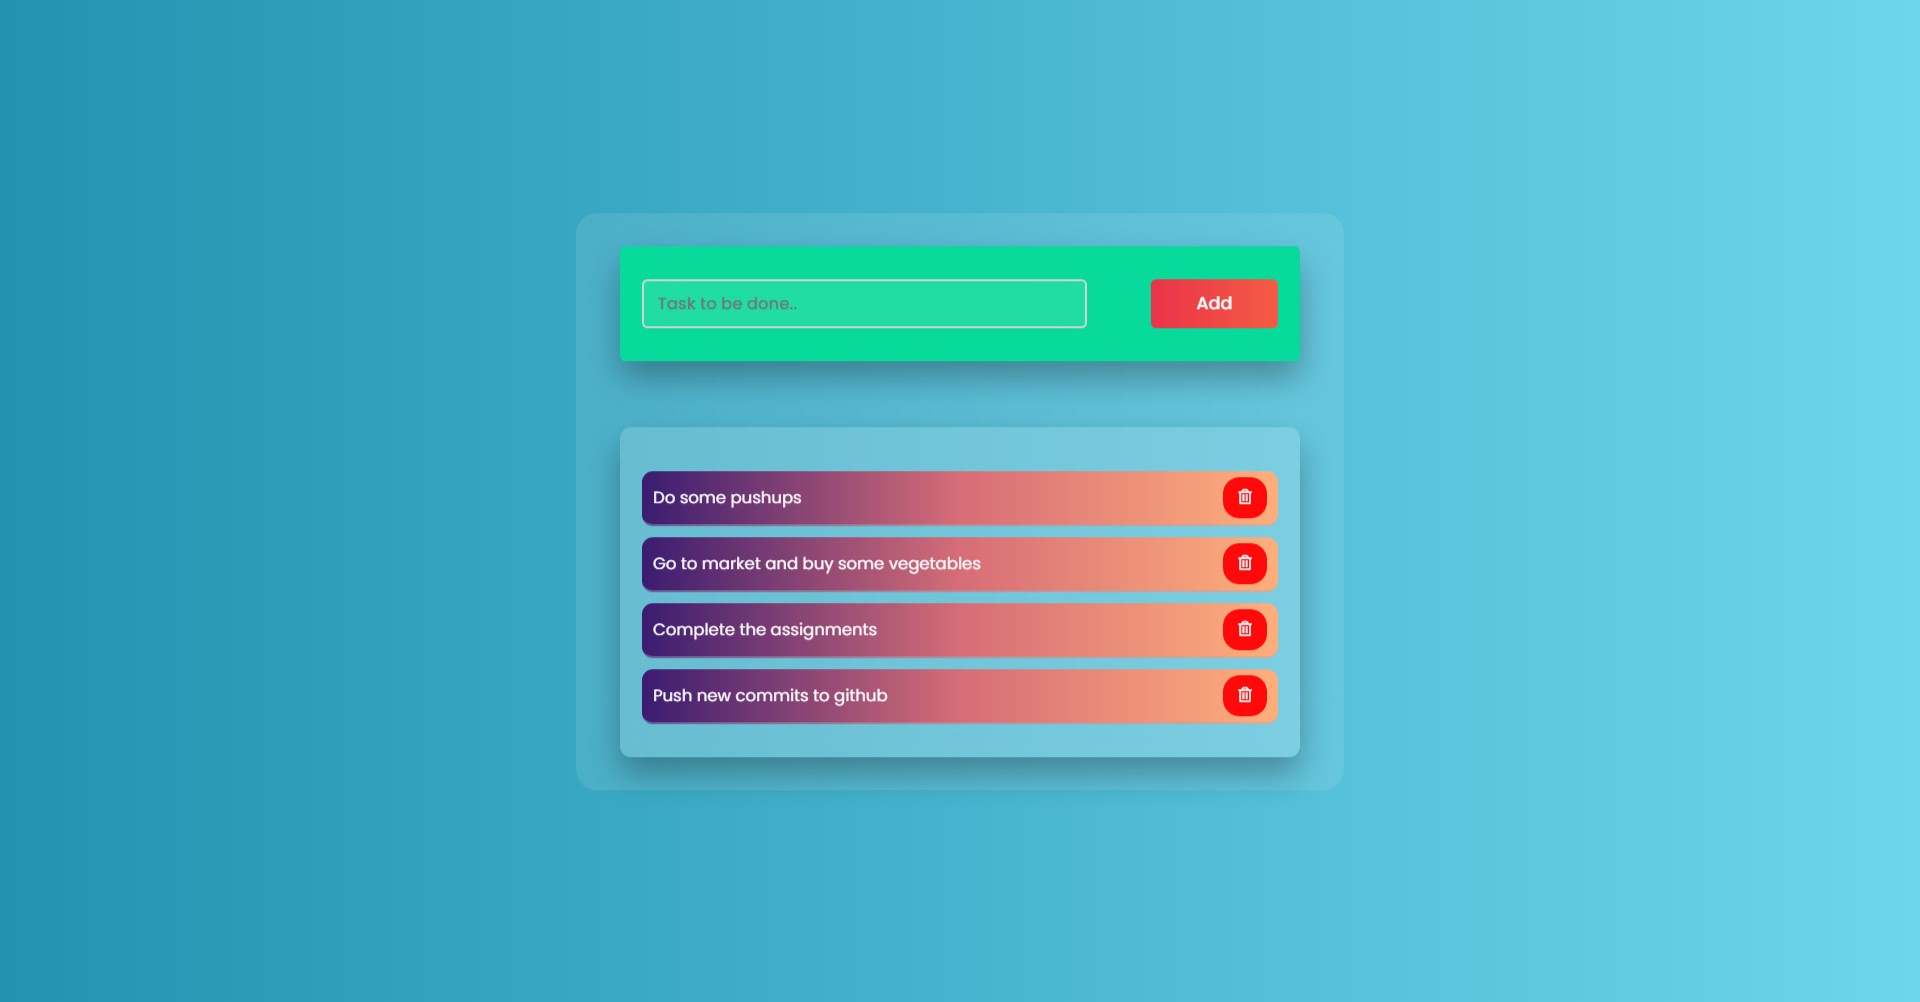 Task to be done..
Add
Do some pushups
Go to market and buy some vegetables
Complete the assignments
Push new commits to github